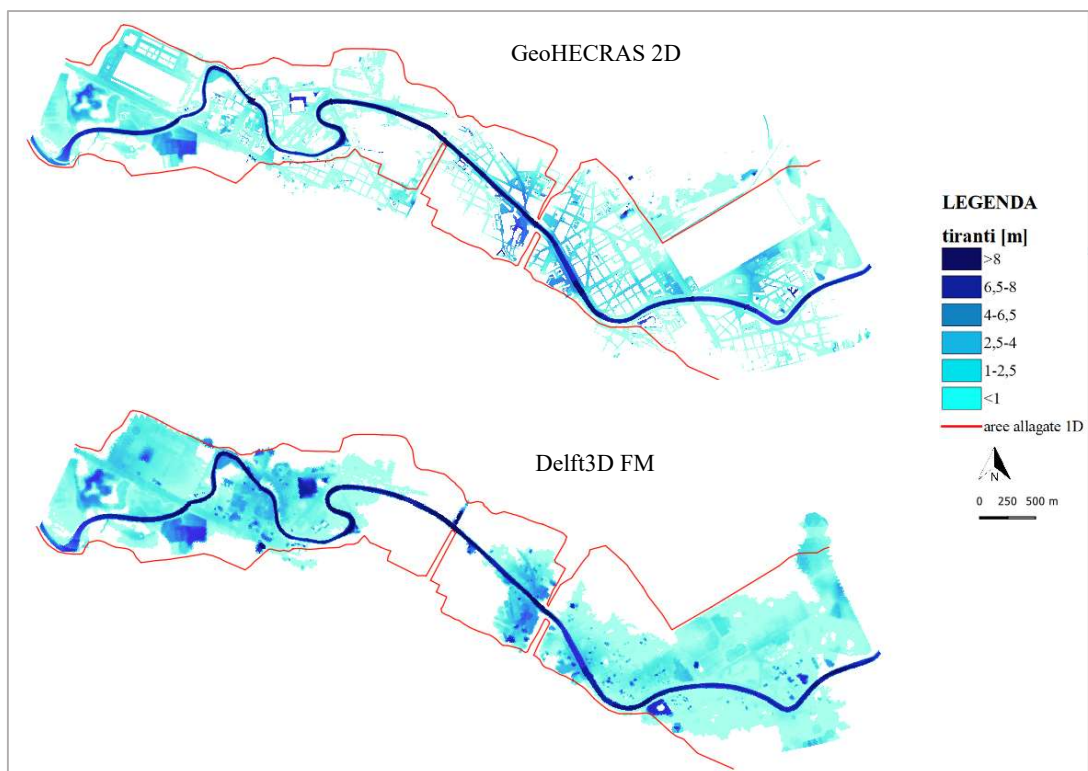 GeoHECRAS 2D
LEGENDA
tiranti [m]
>8
6,5-8
4-6,5
2,5-4
1-2,5
<1
aree allagate 1D
Delft3D FM
N
0 250 500 m